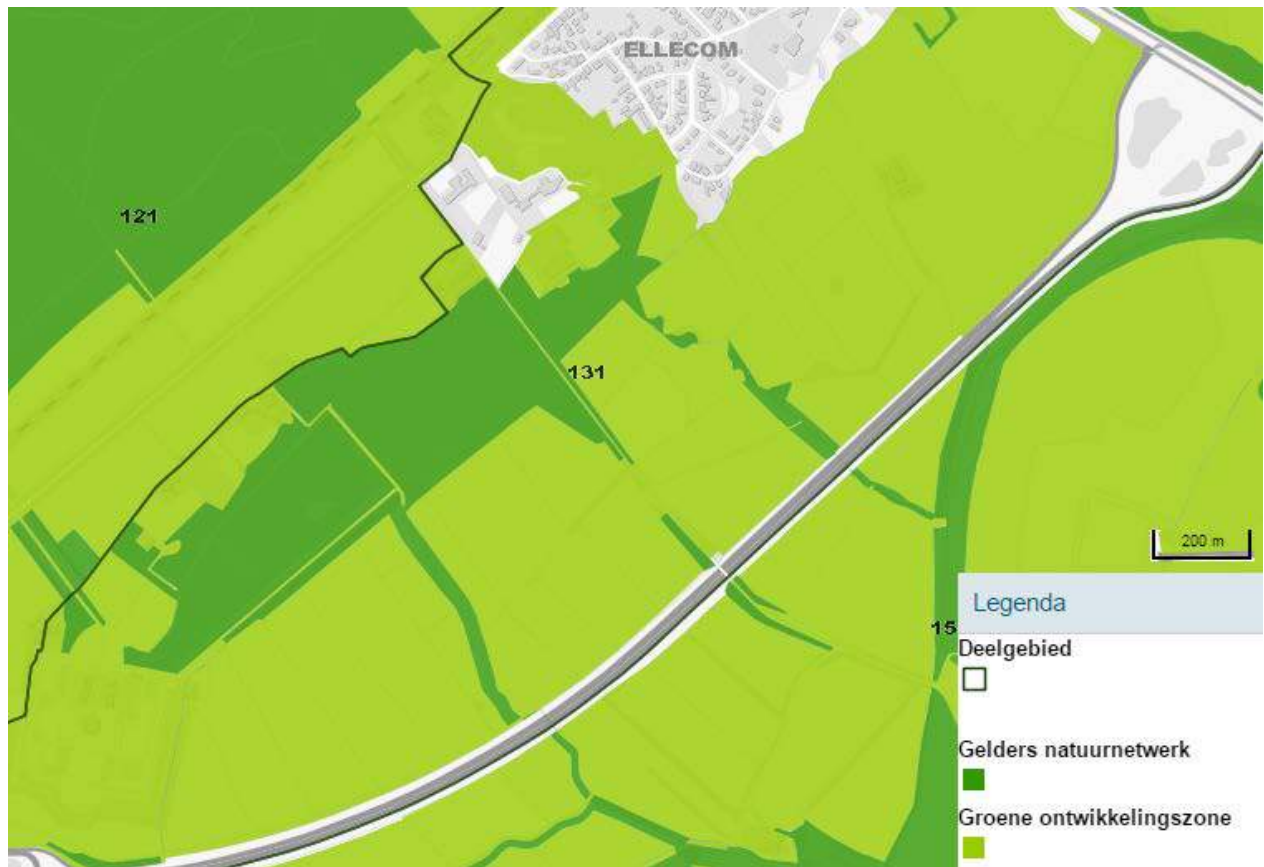 ELLECOM
121
131
200 m
Legenda
15
Deelgebied
Gelders natuurnetwerk
Groene ontwikkelingszone